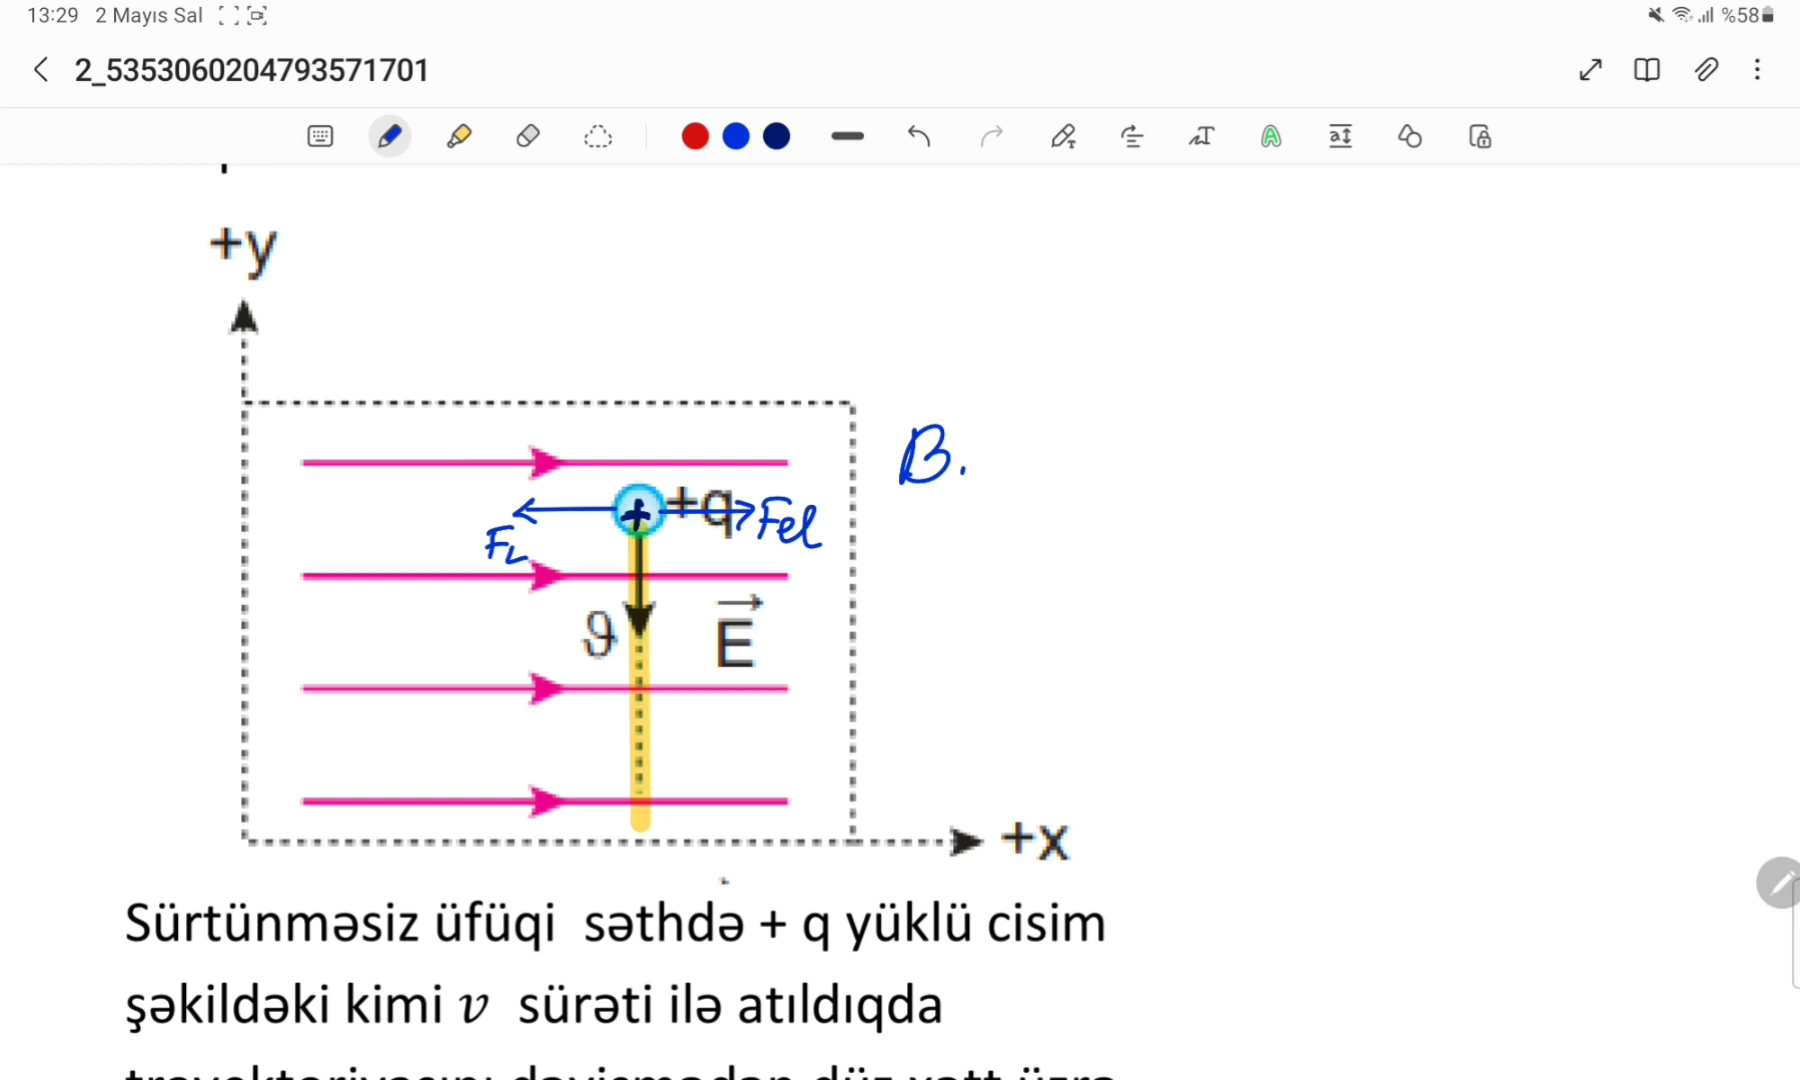 13:29 2 Mayıs Sal %58
2_5353060204793571701
+y
B.
+q Fel
FL
ϑ E
+x
Sürtünməsiz üfüqi səthdə + q yüklü cisim
şəkildəki kimi v sürəti ilə atıldıqda